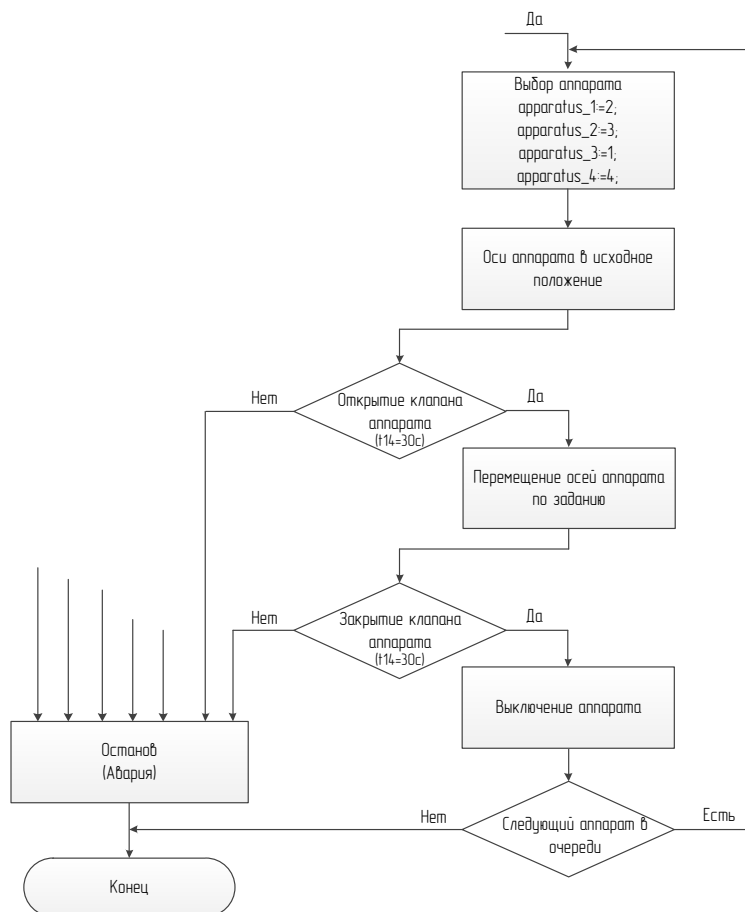 Да
Выбор аппарата
apparatus_1:=2;
apparatus_2:=3;
apparatus_3:=1;
apparatus_4:=4;
Оси аппарата в исходное
положение
Нет
Открытие клапана
аппарата
(t14=30с)
Да
Перемещение осей аппарата
по заданию
Нет
Закрытие клапана
аппарата
(t14=30с)
Да
Выключение аппарата
Останов
(Авария)
Нет
Следующий аппарат в
очереди
Есть
Конец